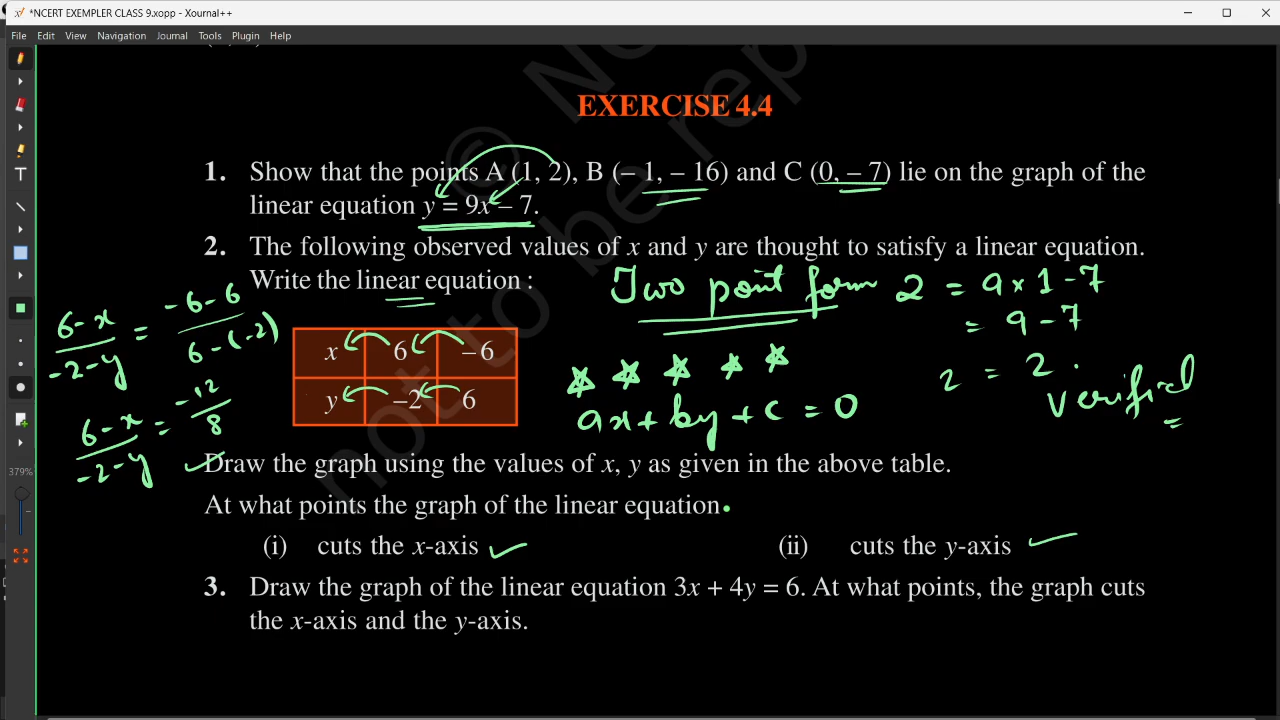 *NCERT EXEMPLER CLASS 9.xopp - Xournal++
File Edit View Navigation Journal Tools Plugin Help
EXERCISE 4.4
1. Show that the points A (1, 2), B (– 1, – 16) and C (0, – 7) lie on the graph of the
linear equation y = 9x – 7.
2. The following observed values of x and y are thought to satisfy a linear equation.
Write the linear equation :
Two point form
2 = 9 x 1 - 7
= 9 - 7
2 = 2.
Verified
6-x/-2-y = -6-6/6-(-2)
6-x/-2-y = -12/8
x 6 – 6
y –2 6
ax + by + c = 0
Draw the graph using the values of x, y as given in the above table.
At what points the graph of the linear equation
(i) cuts the x-axis (ii) cuts the y-axis
3. Draw the graph of the linear equation 3x + 4y = 6. At what points, the graph cuts
the x-axis and the y-axis.
379%